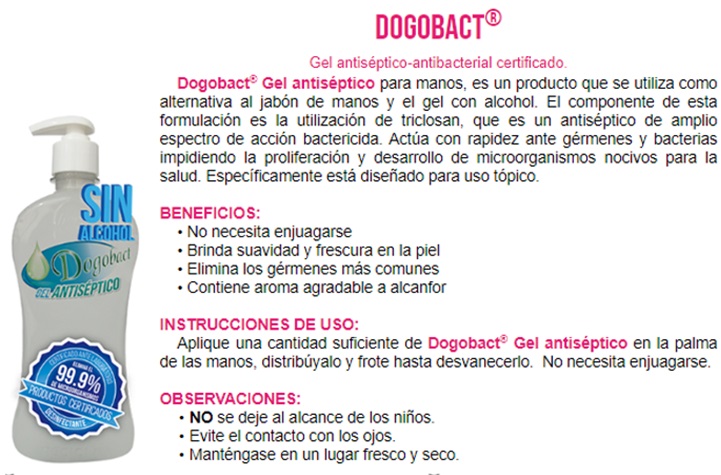 DOGOBACT®
Gel antiséptico-antibacterial certificado.
Dogobact® Gel antiséptico para manos, es un producto que se utiliza como
alternativa al jabón de manos y el gel con alcohol. El componente de esta
formulación es la utilización de triclosan, que es un antiséptico de amplio
espectro de acción bactericida. Actúa con rapidez ante gérmenes y bacterias
impidiendo la proliferación y desarrollo de microorganismos nocivos para la
salud. Específicamente está diseñado para uso tópico.
BENEFICIOS:
• No necesita enjuagarse
• Brinda suavidad y frescura en la piel
• Elimina los gérmenes más comunes
• Contiene aroma agradable a alcanfor
INSTRUCCIONES DE USO:
Aplique una cantidad suficiente de Dogobact® Gel antiséptico en la palma
de las manos, distribúyalo y frote hasta desvanecerlo. No necesita enjuagarse.
OBSERVACIONES:
• NO se deje al alcance de los niños.
• Evite el contacto con los ojos.
• Manténgase en un lugar fresco y seco.
SIN
ALCOHOL
Dogobact
GEL ANTISÉPTICO
ELIMINA EL
99.9%
DE MICROORGANISMOS
PRODUCTOS CERTIFICADOS
DESINFECTANTE